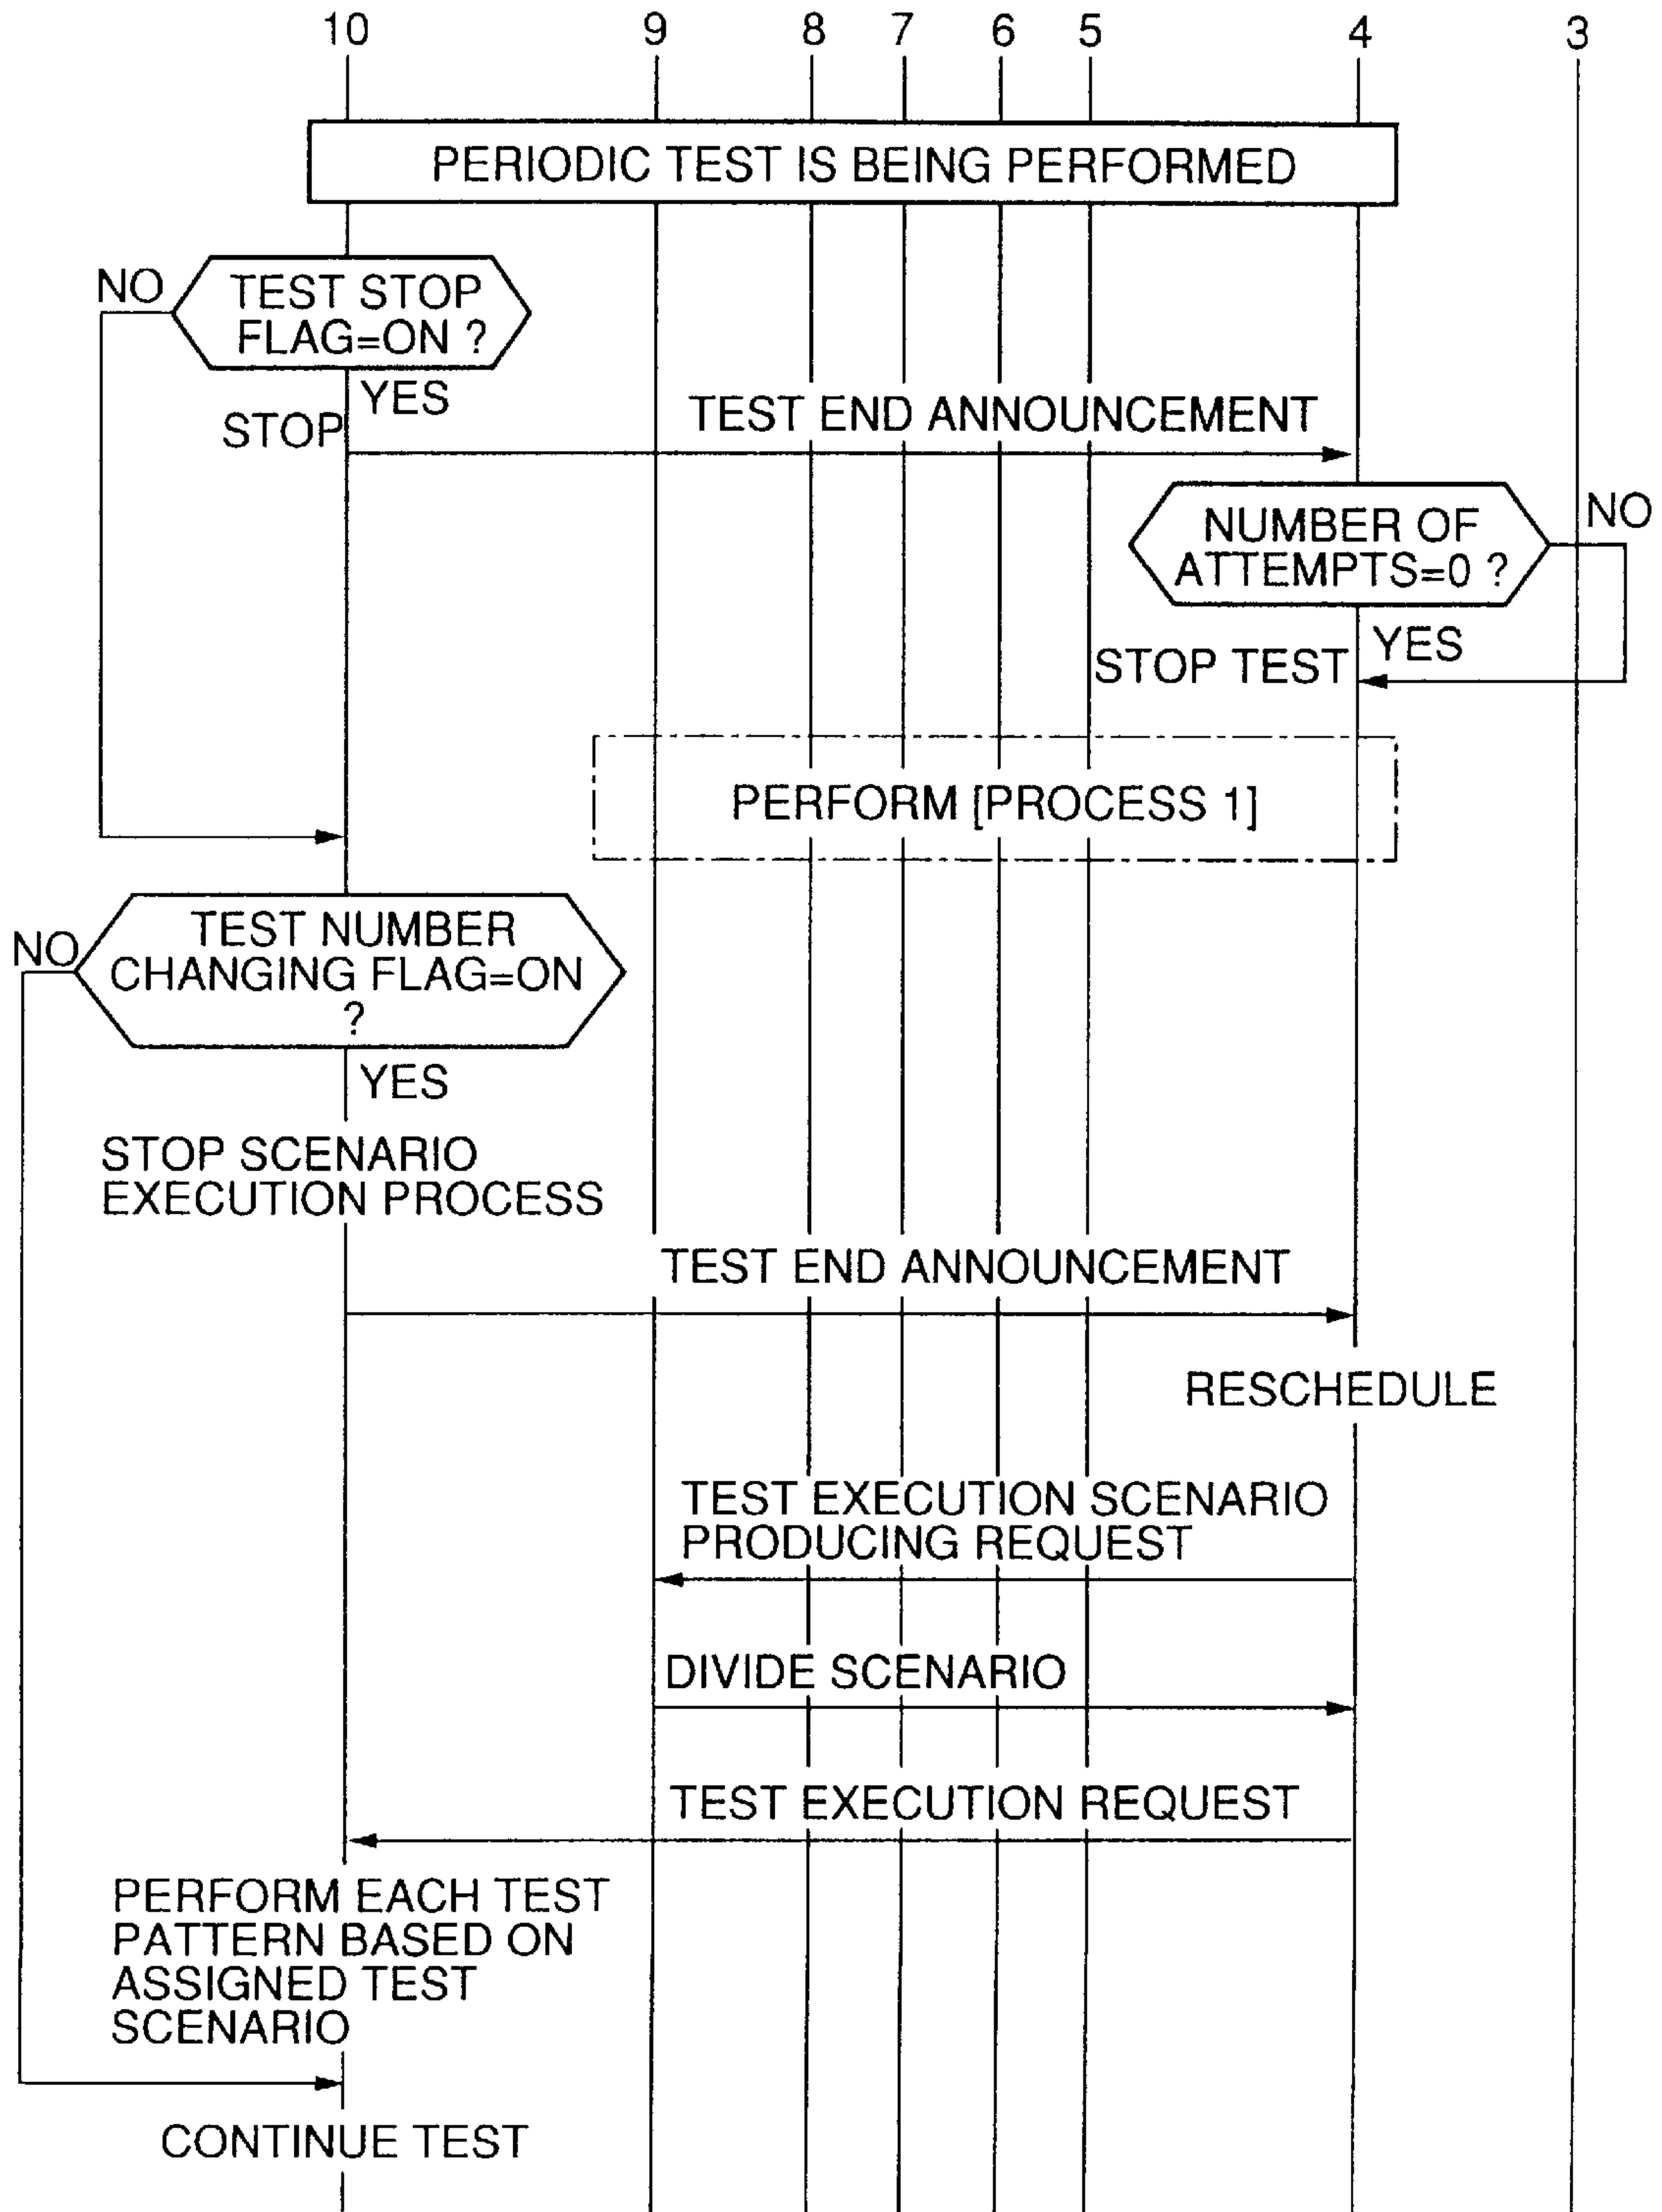 10 9 8 7 6 5 4 3
PERIODIC TEST IS BEING PERFORMED
NO
TEST STOP
FLAG=ON ?
YES
STOP
TEST END ANNOUNCEMENT
NUMBER OF
ATTEMPTS=0 ?
NO
YES
STOP TEST
PERFORM [PROCESS 1]
NO
TEST NUMBER
CHANGING FLAG=ON
?
YES
STOP SCENARIO
EXECUTION PROCESS
TEST END ANNOUNCEMENT
RESCHEDULE
TEST EXECUTION SCENARIO
PRODUCING REQUEST
DIVIDE SCENARIO
TEST EXECUTION REQUEST
PERFORM EACH TEST
PATTERN BASED ON
ASSIGNED TEST
SCENARIO
CONTINUE TEST